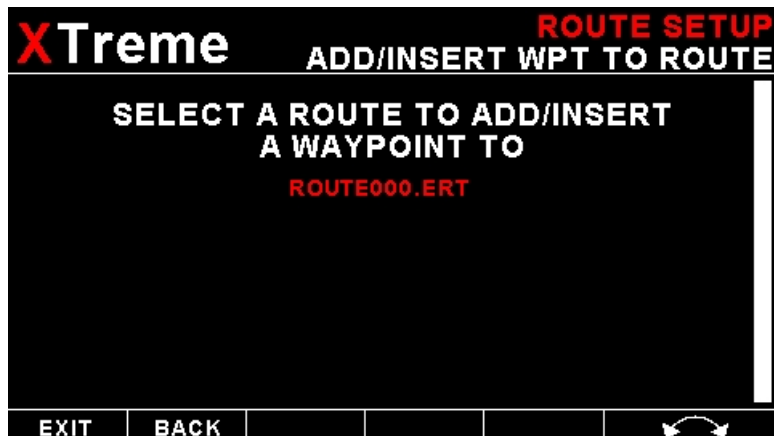 XTreme
ROUTE SETUP
ADD/INSERT WPT TO ROUTE
SELECT A ROUTE TO ADD/INSERT
A WAYPOINT TO
ROUTE000.ERT
EXIT BACK